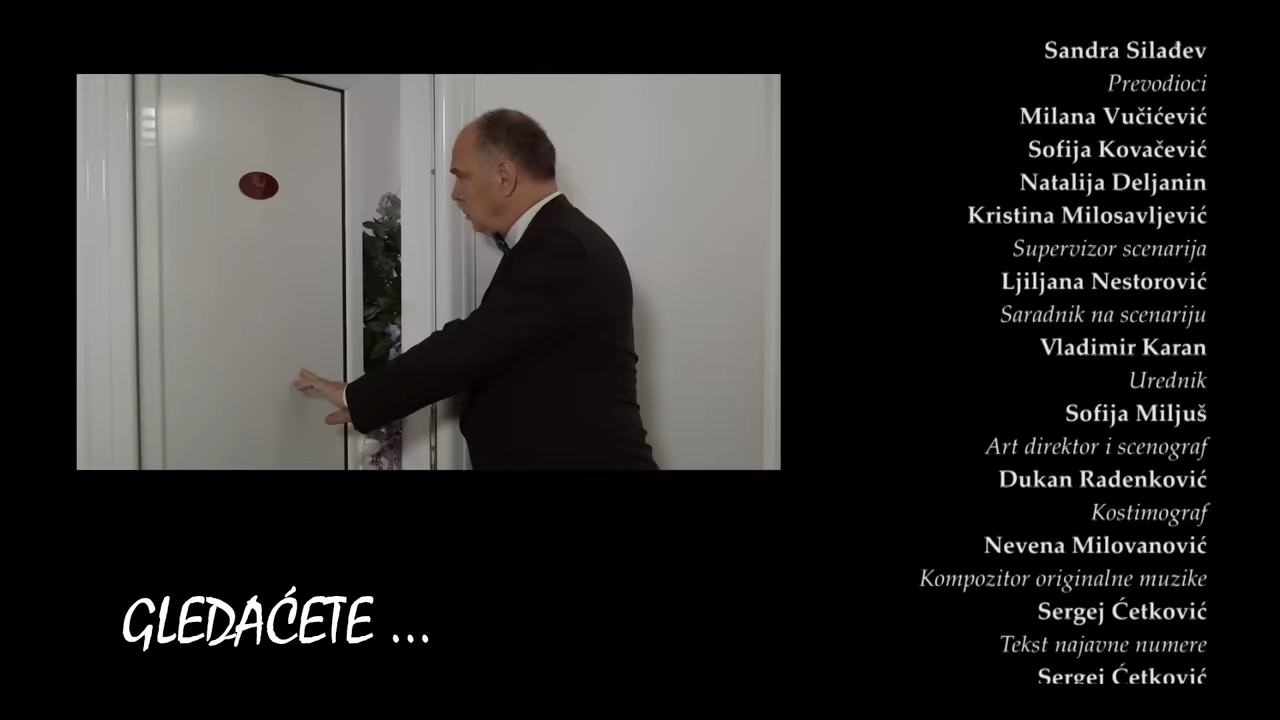 Sandra Silađev
Prevodioci
Milana Vučićević
Sofija Kovačević
Natalija Deljanin
Kristina Milosavljević
Supervizor scenarija
Ljiljana Nestorović
Saradnik na scenariju
Vladimir Karan
Urednik
Sofija Miljuš
Art direktor i scenograf
Dukan Radenković
Kostimograf
Nevena Milovanović
Kompozitor originalne muzike
Sergej Ćetković
Tekst najavne numere
Sergej Ćetković
GLEDAĆETE ...